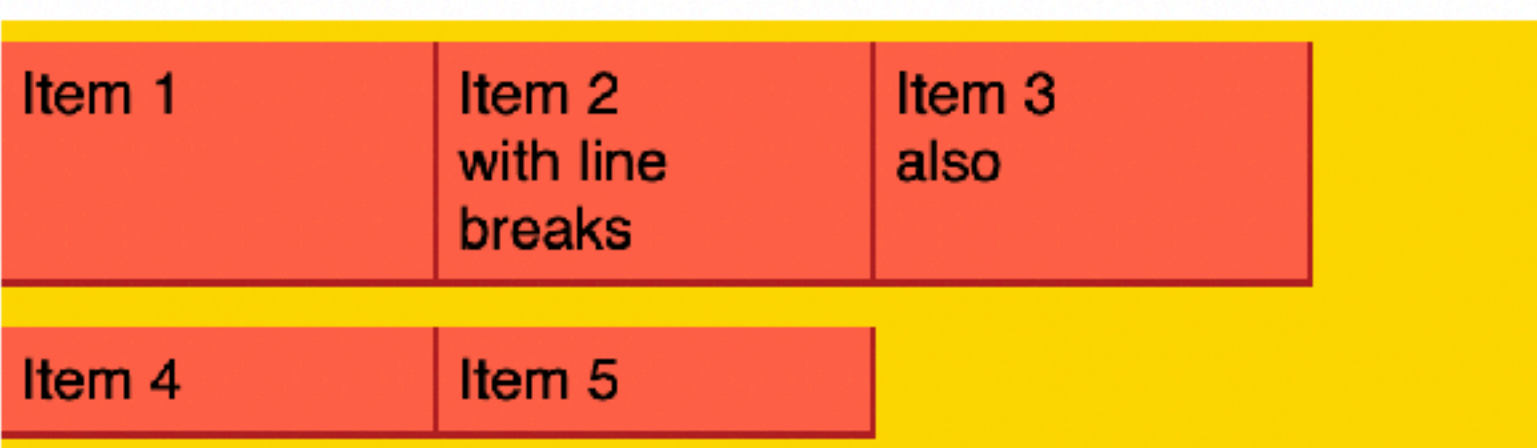 Item 1
Item 2
with line
breaks
Item 3
also
Item 4
Item 5